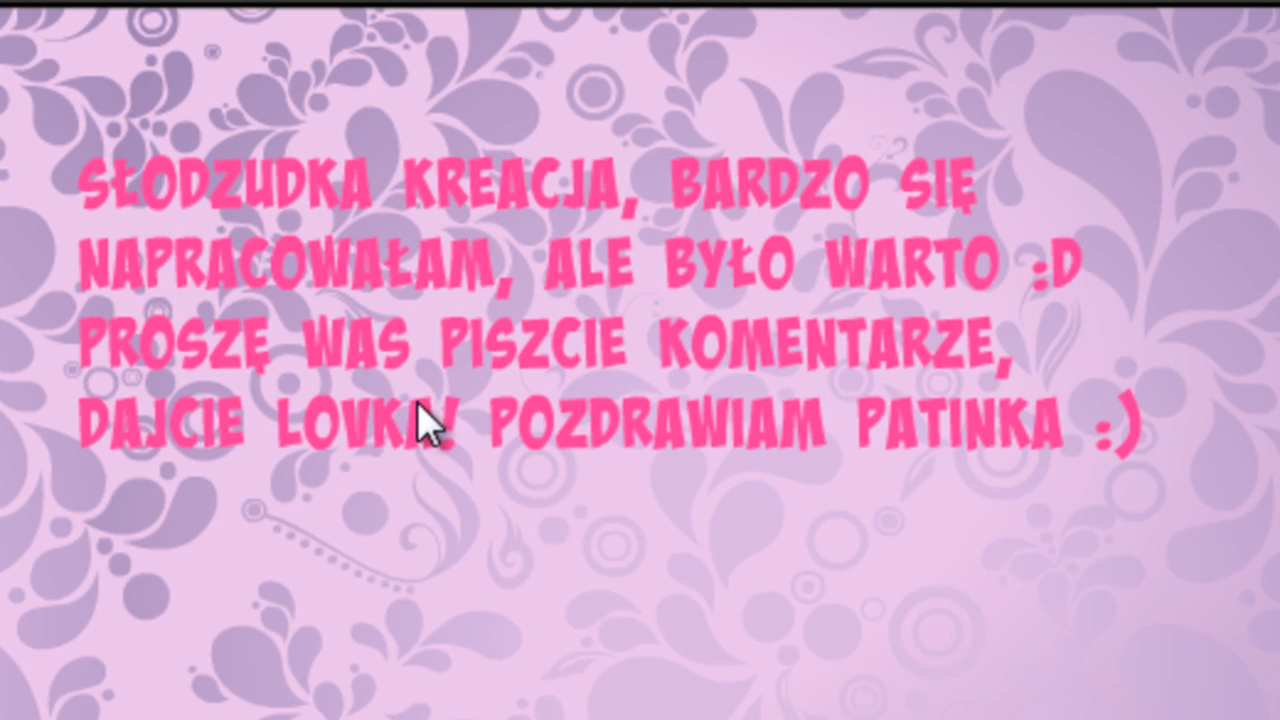 SŁODZUDKA KREACJA, BARDZO SIĘ
NAPRACOWAŁAM, ALE BYŁO WARTO :D
PROSZĘ WAS PISZCIE KOMENTARZE,
DAJCIE LOVKA! POZDRAWIAM PATINKA :)